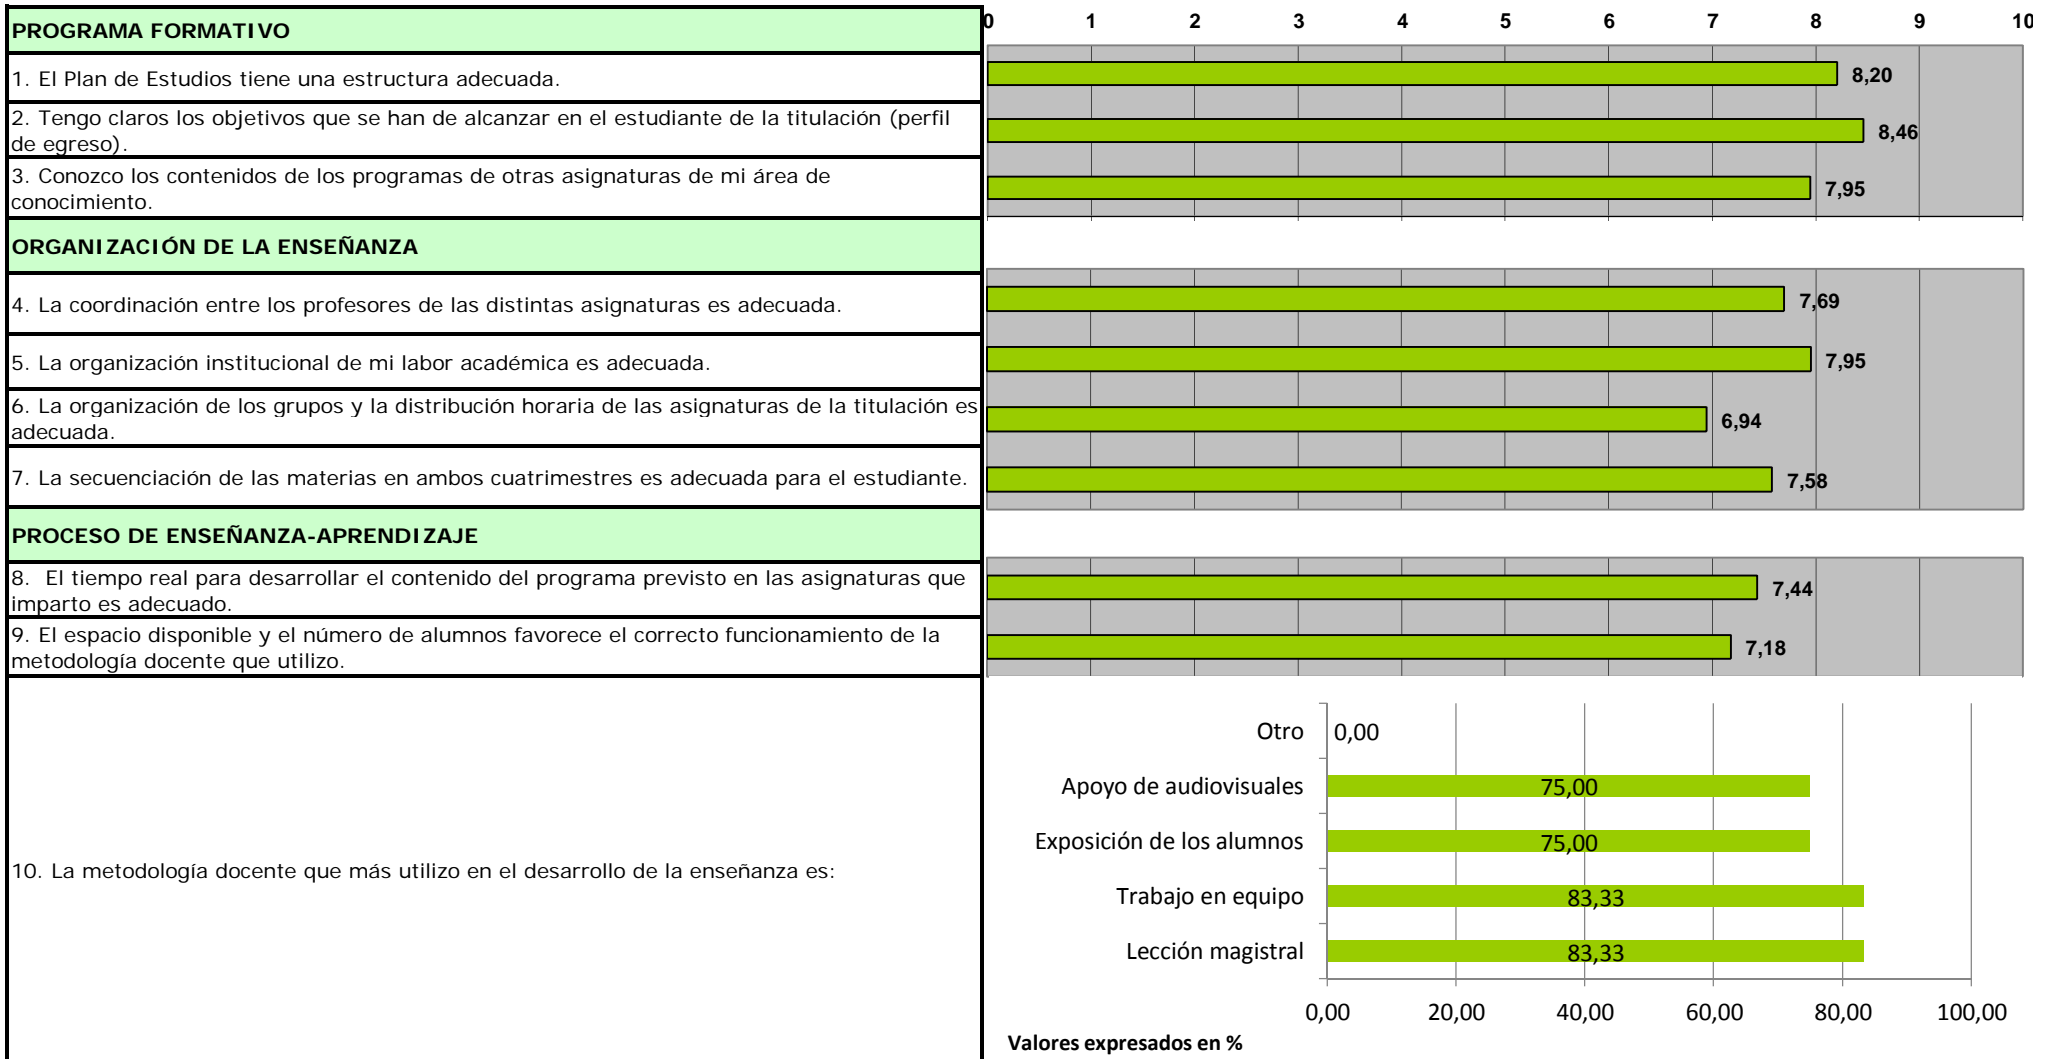 PROGRAMA FORMATIVO
0 1 2 3 4 5 6 7 8 9 10
1. El Plan de Estudios tiene una estructura adecuada.
8,20
2. Tengo claros los objetivos que se han de alcanzar en el estudiante de la titulación (perfil
de egreso).
8,46
3. Conozco los contenidos de los programas de otras asignaturas de mi área de
conocimiento.
7,95
ORGANIZACIÓN DE LA ENSEÑANZA
4. La coordinación entre los profesores de las distintas asignaturas es adecuada.
7,69
5. La organización institucional de mi labor académica es adecuada.
7,95
6. La organización de los grupos y la distribución horaria de las asignaturas de la titulación es
adecuada.
6,94
7. La secuenciación de las materias en ambos cuatrimestres es adecuada para el estudiante.
7,58
PROCESO DE ENSEÑANZA-APRENDIZAJE
8. El tiempo real para desarrollar el contenido del programa previsto en las asignaturas que
imparto es adecuado.
7,44
9. El espacio disponible y el número de alumnos favorece el correcto funcionamiento de la
metodología docente que utilizo.
7,18
10. La metodología docente que más utilizo en el desarrollo de la enseñanza es:
Otro 0,00
Apoyo de audiovisuales 75,00
Exposición de los alumnos 75,00
Trabajo en equipo 83,33
Lección magistral 83,33
0,00 20,00 40,00 60,00 80,00 100,00
Valores expresados en %